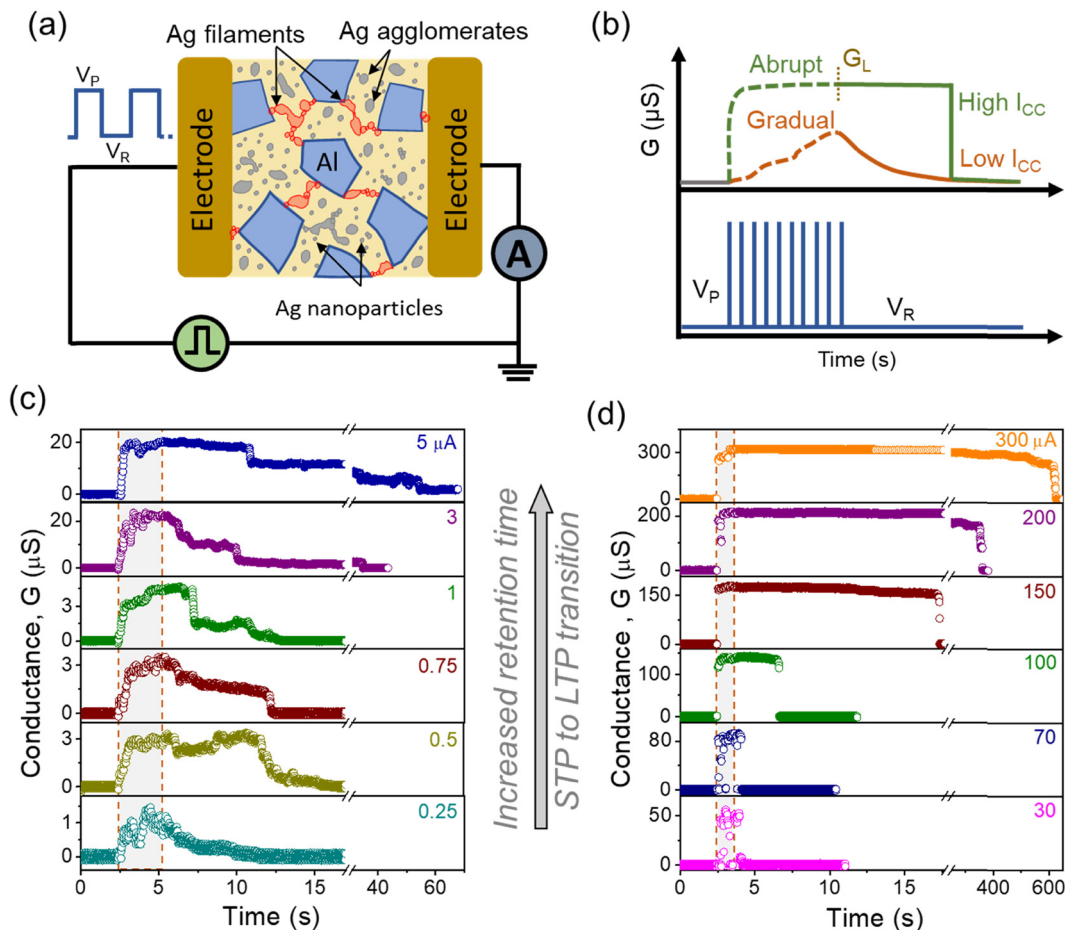 (a)
Ag filaments
Ag agglomerates
V_P
V_R
Electrode
Al
Electrode
A
Ag nanoparticles
(b)
G (μS)
Abrupt
G_L
High I_CC
Gradual
Low I_CC
V_P
V_R
Time (s)
(c)
Conductance, G (μS)
20
0
5 μA
20
0
3
3
0
1
3
0
0.75
3
0
0.5
1
0
0.25
0 5 10 15 40 60
Time (s)
Increased retention time
STP to LTP transition
(d)
Conductance , G (μS)
300
0
300 μA
200
0
200
150
0
150
100
0
100
80
0
70
50
0
30
0 5 10 15 400 600
Time (s)